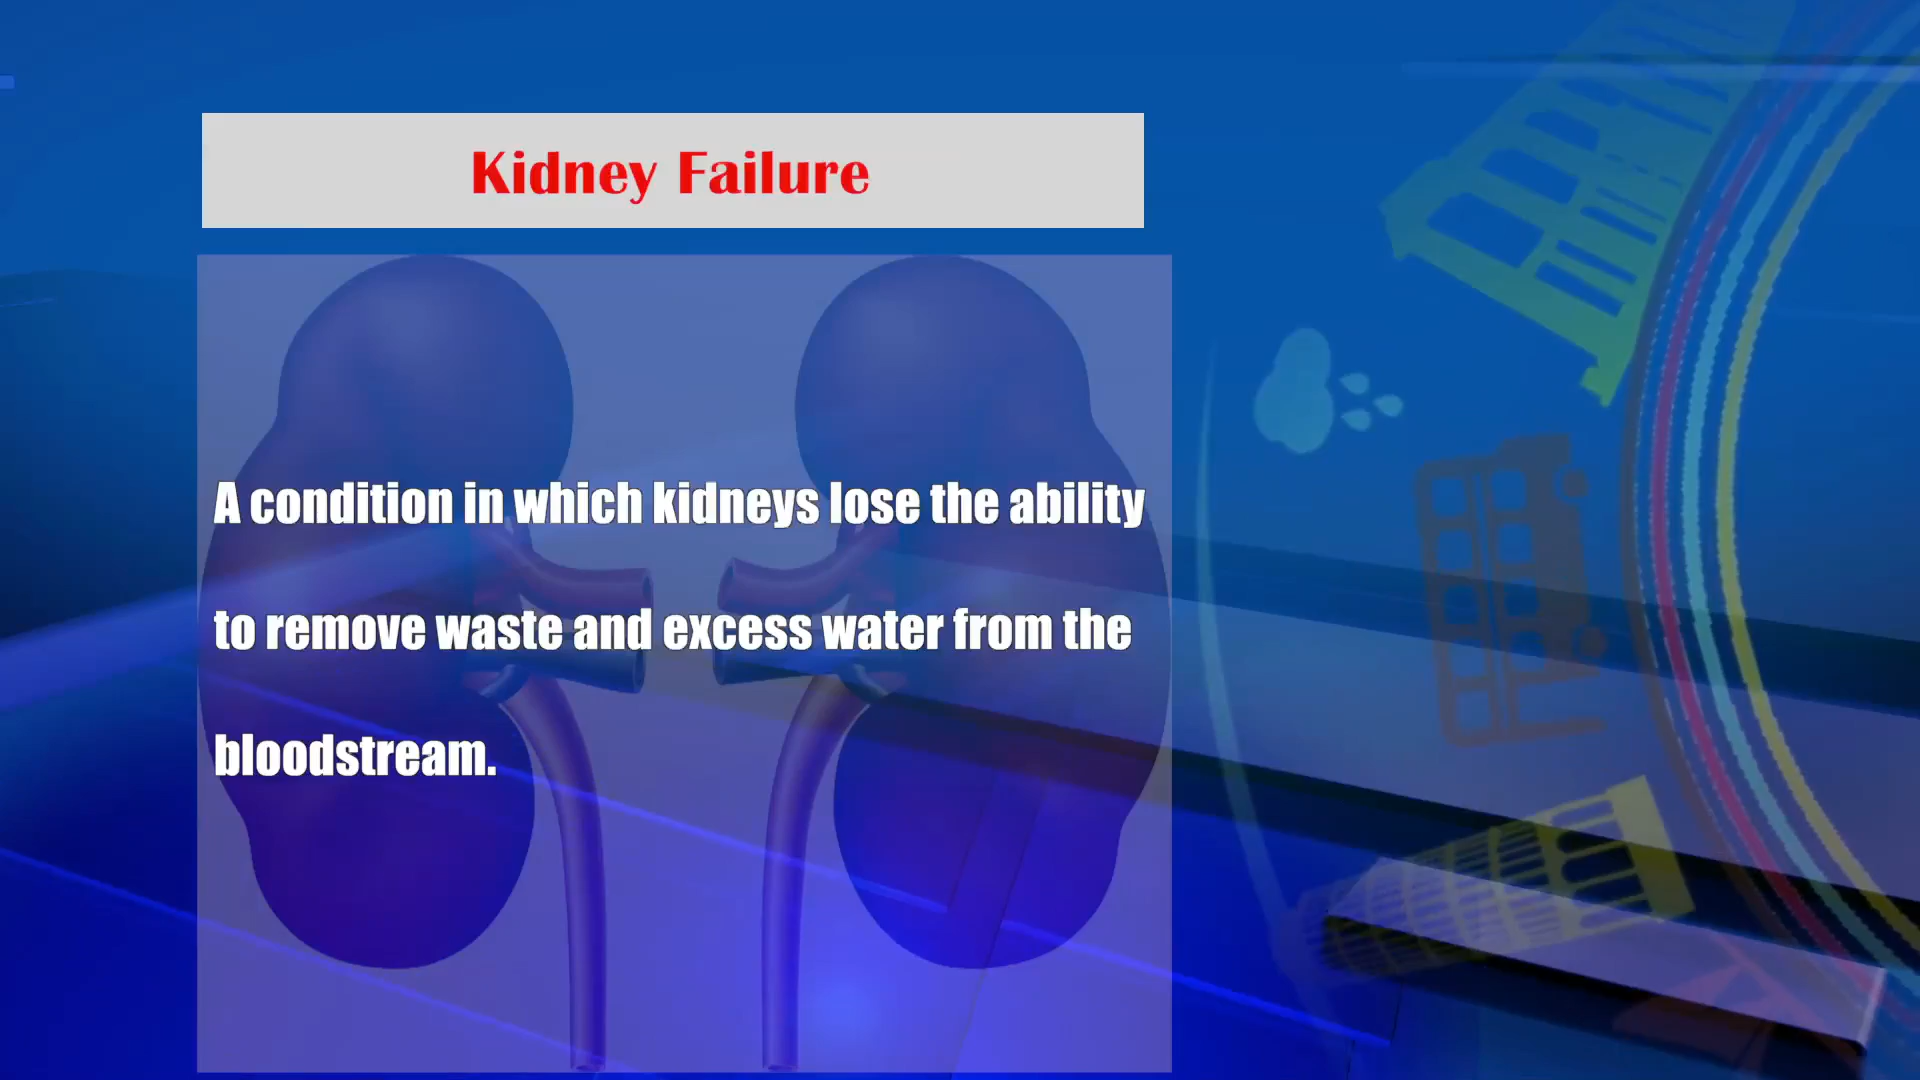 Kidney Failure
A condition in which kidneys lose the ability
to remove waste and excess water from the
bloodstream.